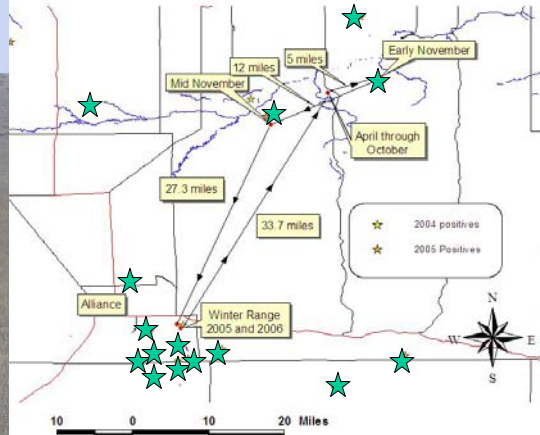 Early November
5 miles
12 miles
Mid November
April through
October
27.3 miles
33.7 miles
2004 positives
2005 Positives
Alliance
Winter Range
2005 and 2006
N
W E
S
10 0 10 20 Miles